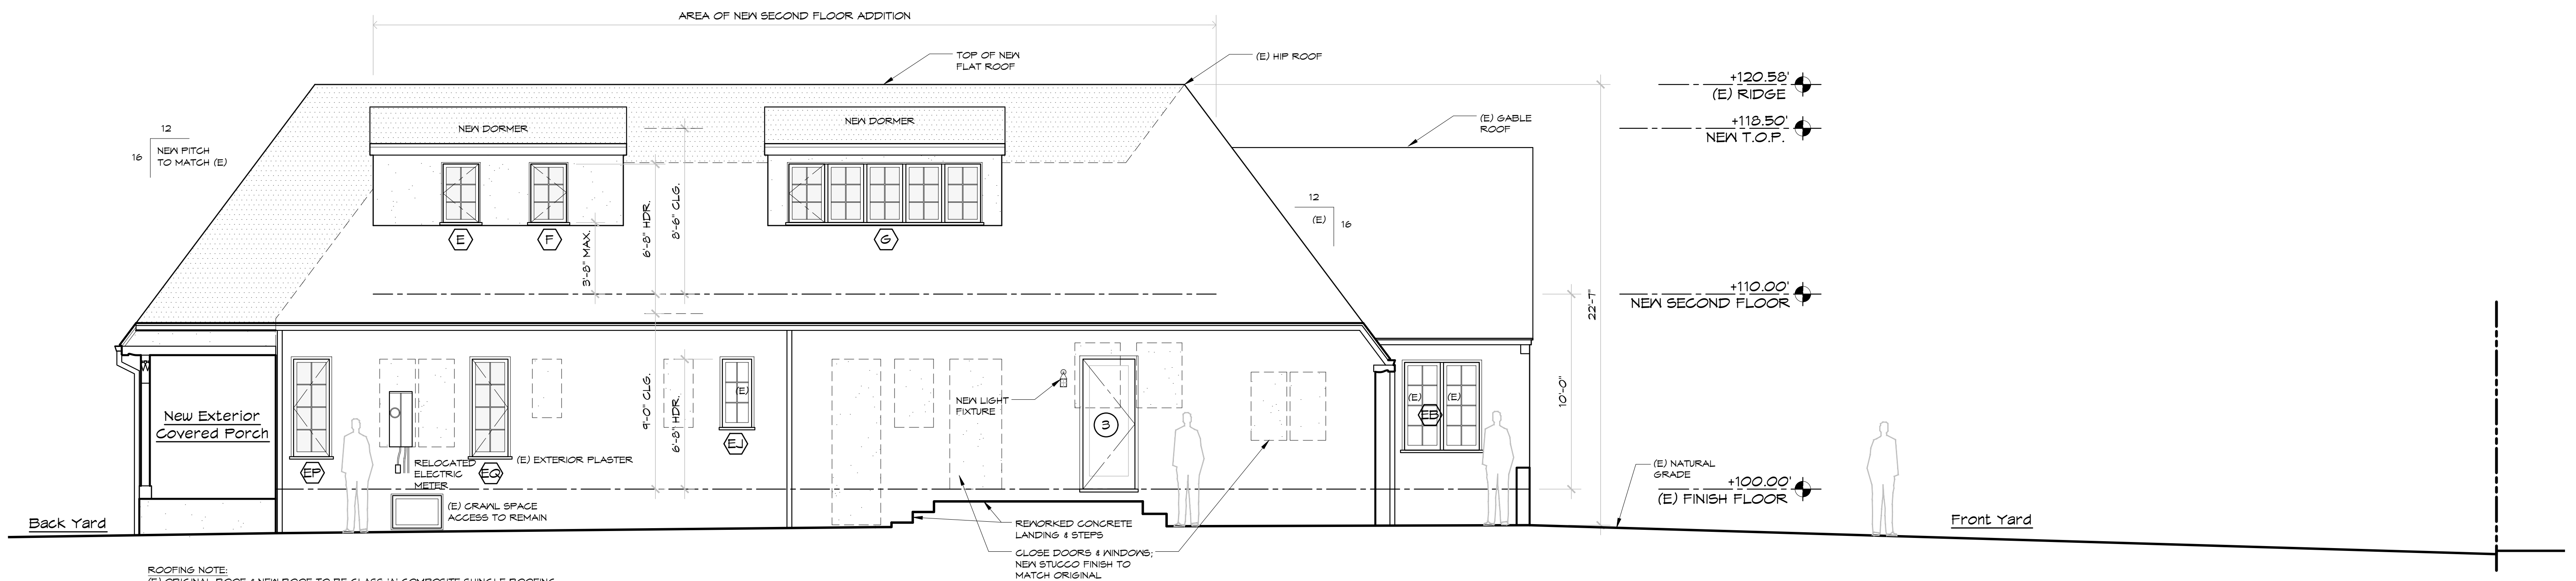 AREA OF NEW SECOND FLOOR ADDITION
TOP OF NEW
FLAT ROOF
(E) HIP ROOF
+120.58'
(E) RIDGE
+118.50'
NEW T.O.P.
(E) GABLE
ROOF
12
16
NEW PITCH
TO MATCH (E)
NEW DORMER
NEW DORMER
E
F
G
3'-8" MAX.
6'-8" HDR.
8'-6" CLG.
12
(E)
16
+110.00'
NEW SECOND FLOOR
22'-7"
10'-0"
New Exterior
Covered Porch
EP
RELOCATED
ELECTRIC
METER
EQ
(E) EXTERIOR PLASTER
9'-0" CLG.
6'-8" HDR.
(E)
EJ
NEW LIGHT
FIXTURE
3
(E)
(E)
EB
(E) NATURAL
GRADE
+100.00'
(E) FINISH FLOOR
(E) CRAWL SPACE
ACCESS TO REMAIN
Back Yard
Front Yard
REWORKED CONCRETE
LANDING & STEPS
CLOSE DOORS & WINDOWS;
NEW STUCCO FINISH TO
MATCH ORIGINAL
ROOFING NOTE: